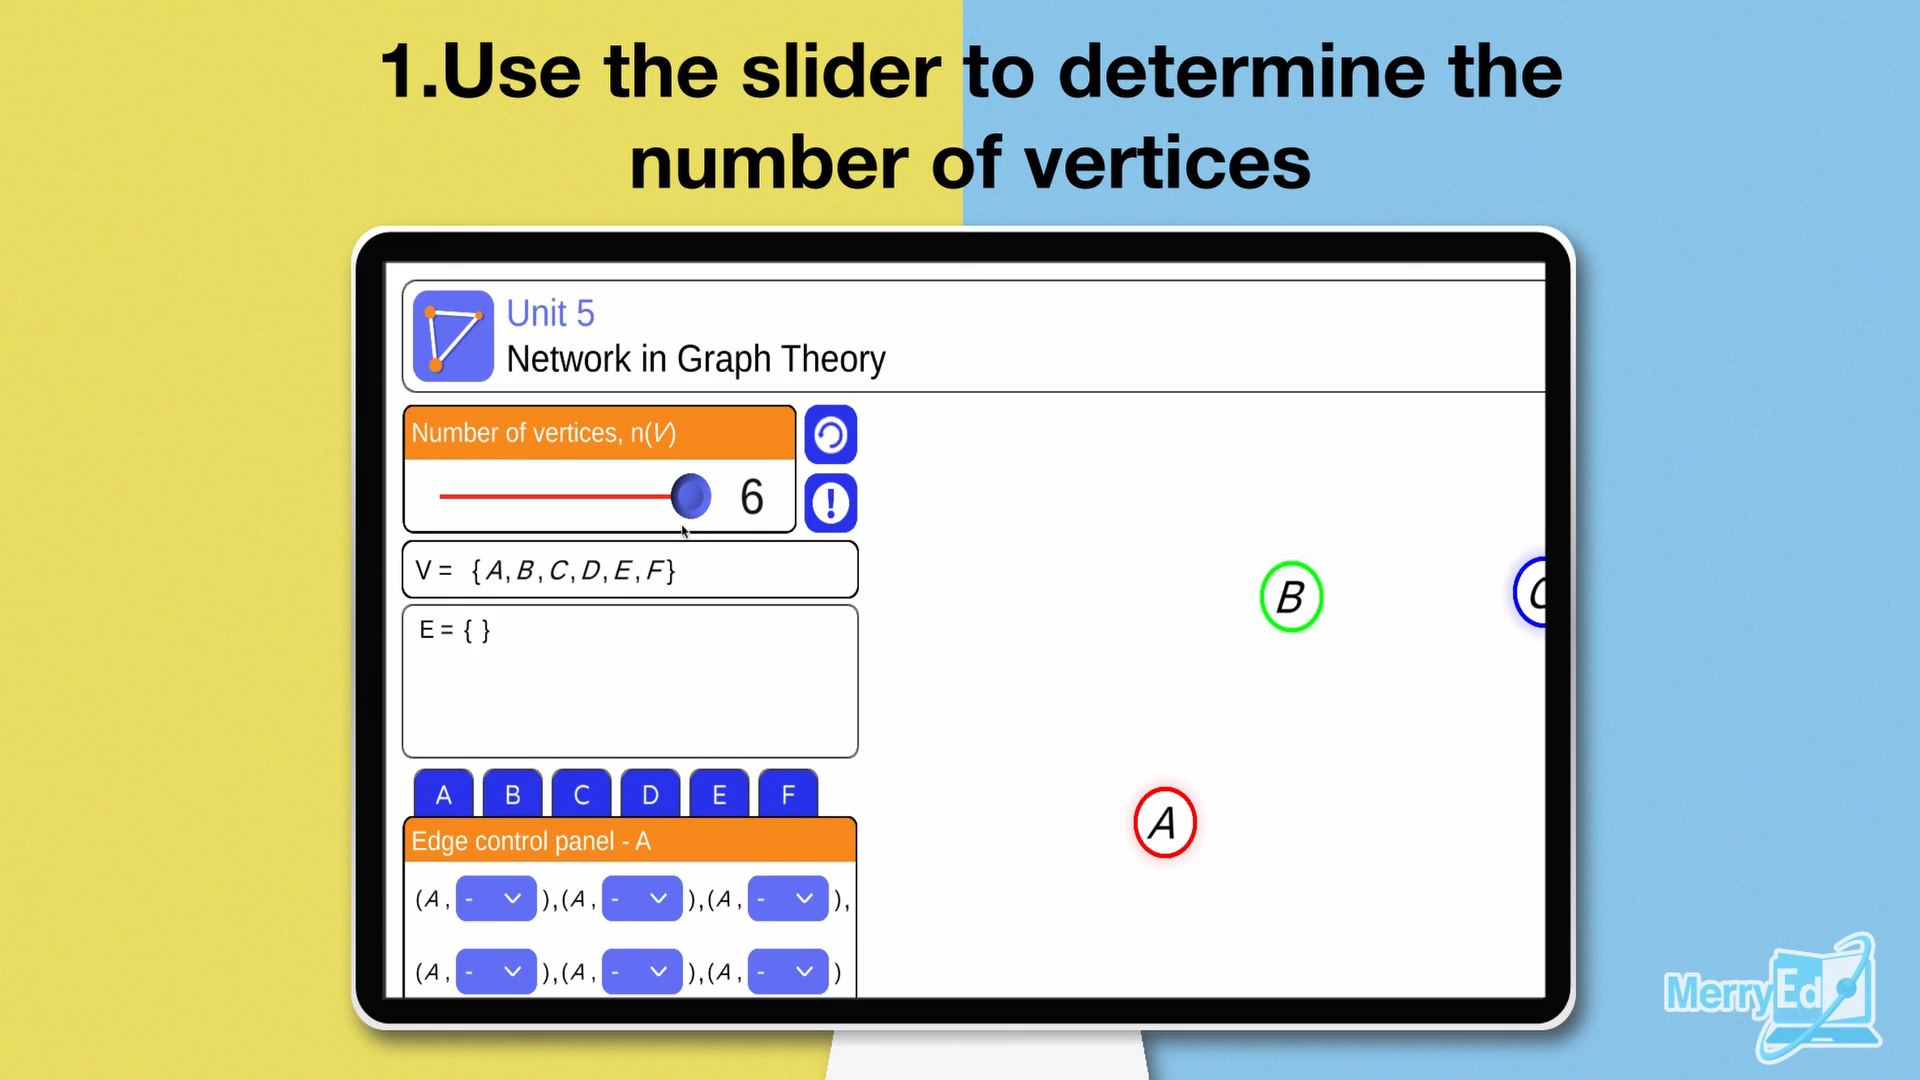 1.Use the slider to determine the
number of vertices
Unit 5
Network in Graph Theory
Number of vertices, n(V)
6
V = {A, B, C, D, E, F}
E = { }
A B C D E F
Edge control panel - A
(A, - ),(A, - ),(A, - ),
(A, - ),(A, - ),(A, - )
B
C
A
MerryEd